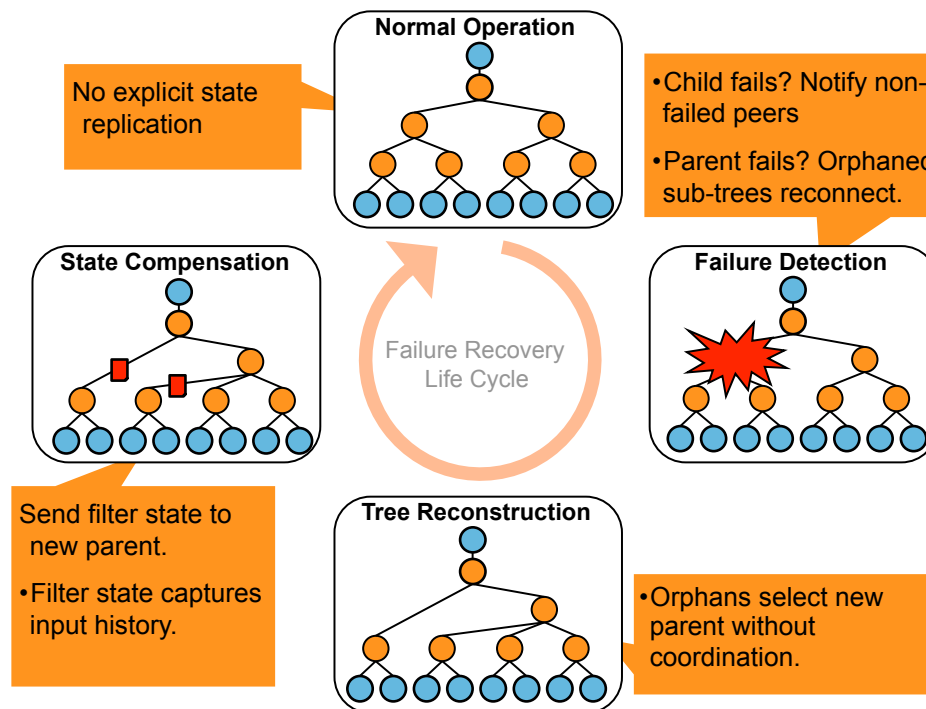 Normal Operation
No explicit state
replication
•Child fails? Notify non-
failed peers
•Parent fails? Orphaned
sub-trees reconnect.
State Compensation
Failure Detection
Failure Recovery
Life Cycle
Send filter state to
new parent.
•Filter state captures
input history.
Tree Reconstruction
•Orphans select new
parent without
coordination.